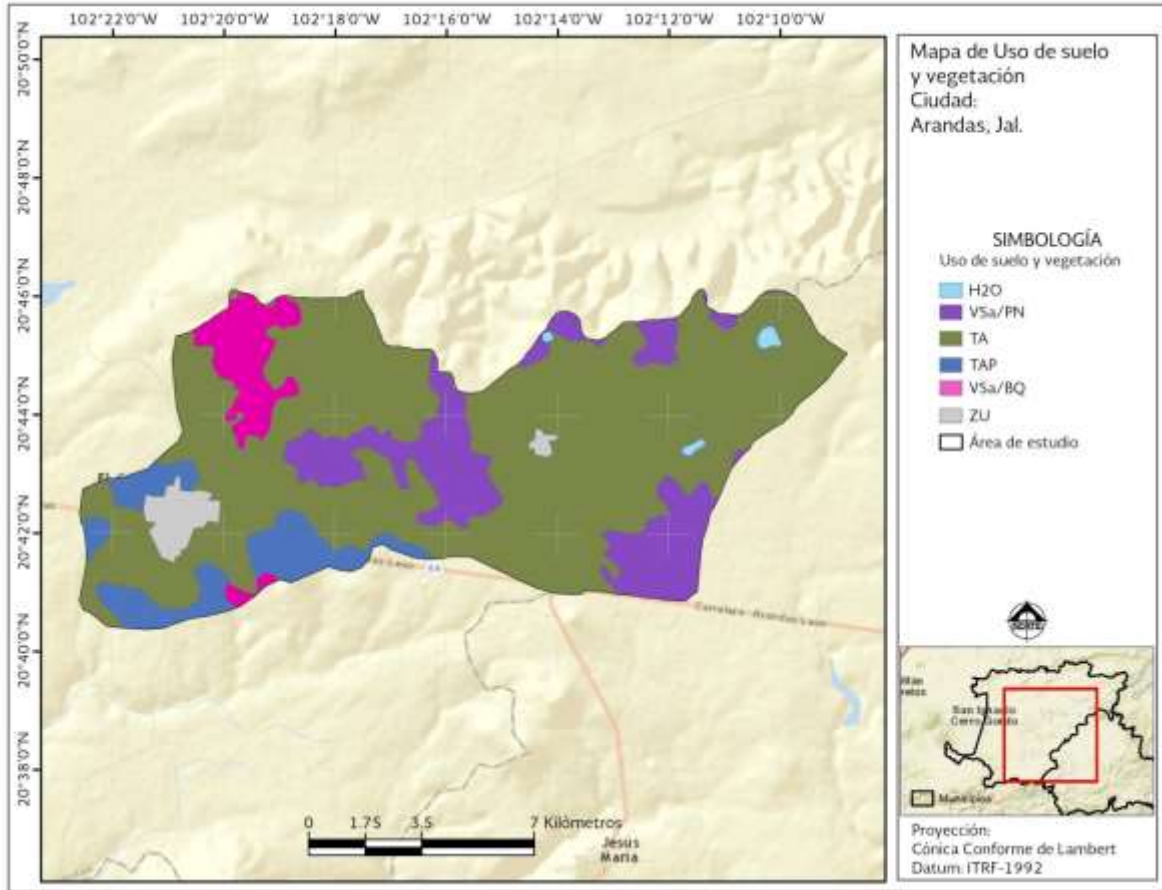 102°22'0"W 102°20'0"W 102°18'0"W 102°16'0"W 102°14'0"W 102°12'0"W 102°10'0"W
20°50'0"N
20°48'0"N
20°46'0"N
20°44'0"N
20°42'0"N
20°40'0"N
20°38'0"N
0 1.75 3.5 7 Kilómetros
Jesús
María
Mapa de Uso de suelo
y vegetación
Ciudad:
Arandas, Jal.
SIMBOLOGÍA
Uso de suelo y vegetación
H2O
VSa/PN
TA
TAP
VSa/BQ
ZU
Área de estudio
San Ignacio
Cerro Gordo
Municipios
Proyección:
Cónica Conforme de Lambert
Datum: ITRF-1992